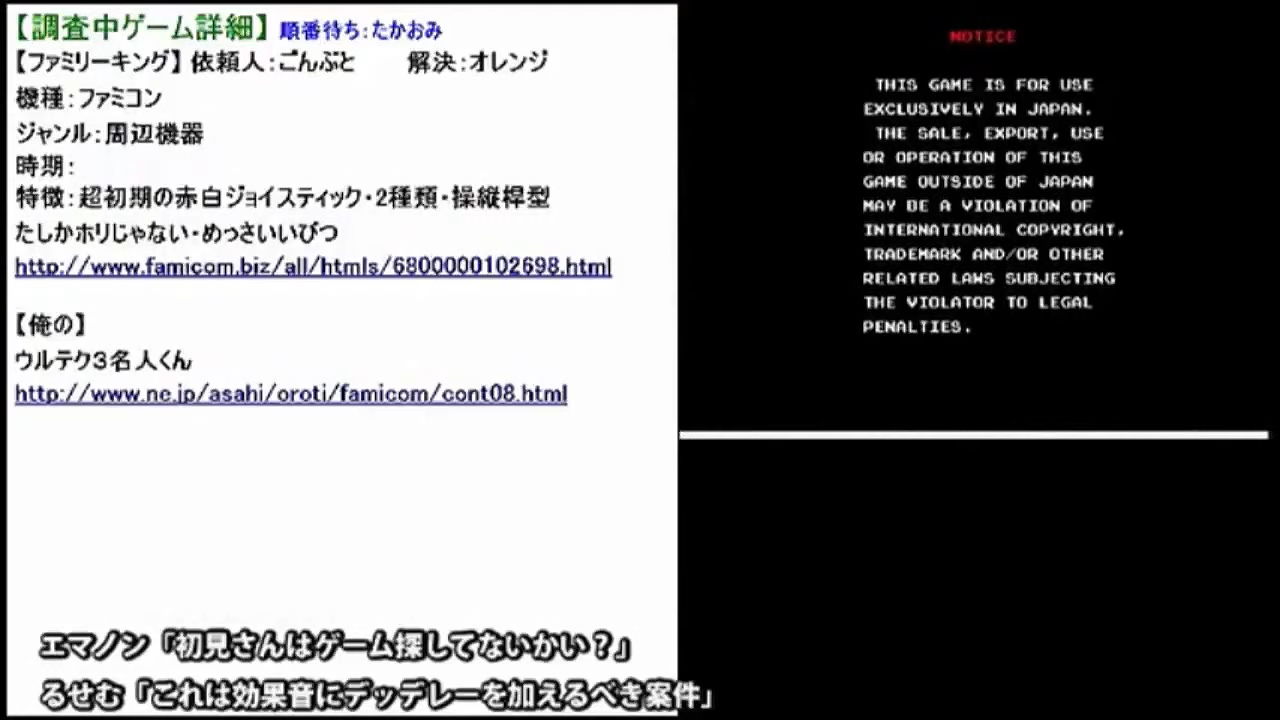 【調査中ゲーム詳細】 順番待ち:たかおみ
【ファミリーキング】 依頼人:ごんぶと 解決:オレンジ
機種:ファミコン
ジャンル:周辺機器
時期:
特徴:超初期の赤白ジョイスティック・2種類・操縦桿型
たしかホリじゃない・めっさいいびつ
http://www.famicom.biz/all/htmls/6800000102698.html
【俺の】
ウルテク3名人くん
http://www.ne.jp/asahi/oroti/famicom/cont08.html
エマノン「初見さんはゲーム探してないかい?」
るせむ「これは効果音にデッデレーを加えるべき案件」
NOTICE
THIS GAME IS FOR USE
EXCLUSIVELY IN JAPAN.
THE SALE, EXPORT, USE
OR OPERATION OF THIS
GAME OUTSIDE OF JAPAN
MAY BE A VIOLATION OF
INTERNATIONAL COPYRIGHT,
TRADEMARK AND/OR OTHER
RELATED LAWS SUBJECTING
THE VIOLATOR TO LEGAL
PENALTIES.